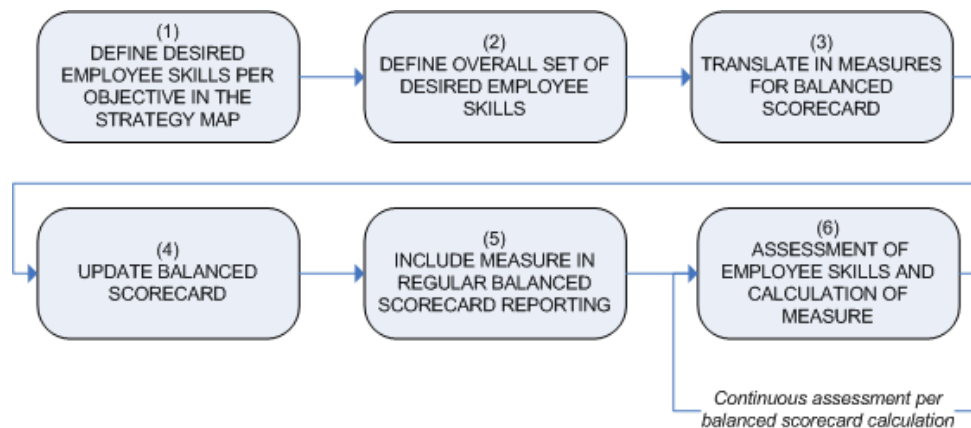 (1)
DEFINE DESIRED
EMPLOYEE SKILLS PER
OBJECTIVE IN THE
STRATEGY MAP
(2)
DEFINE OVERALL SET OF
DESIRED EMPLOYEE
SKILLS
(3)
TRANSLATE IN MEASURES
FOR BALANCED
SCORECARD
(4)
UPDATE BALANCED
SCORECARD
(5)
INCLUDE MEASURE IN
REGULAR BALANCED
SCORECARD REPORTING
(6)
ASSESSMENT OF
EMPLOYEE SKILLS AND
CALCULATION OF
MEASURE
Continuous assessment per
balanced scorecard calculation